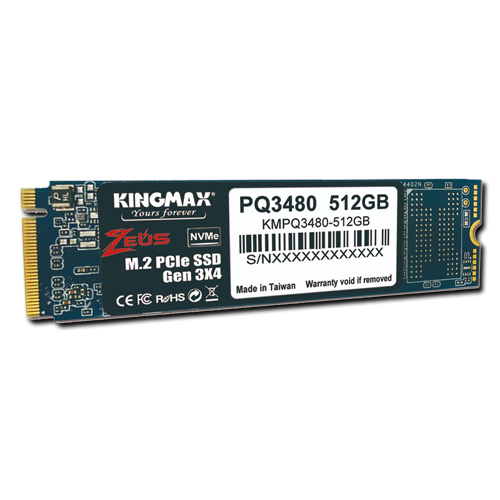 KINGMAX
Yours forever
ZEUS NVMe
M.2 PCIe SSD
Gen 3X4
CE FC RoHS
PQ3480 512GB
KMPQ3480-512GB
S/NXXXXXXXXXXXXX
Made in Taiwan Warranty void if removed
4402N